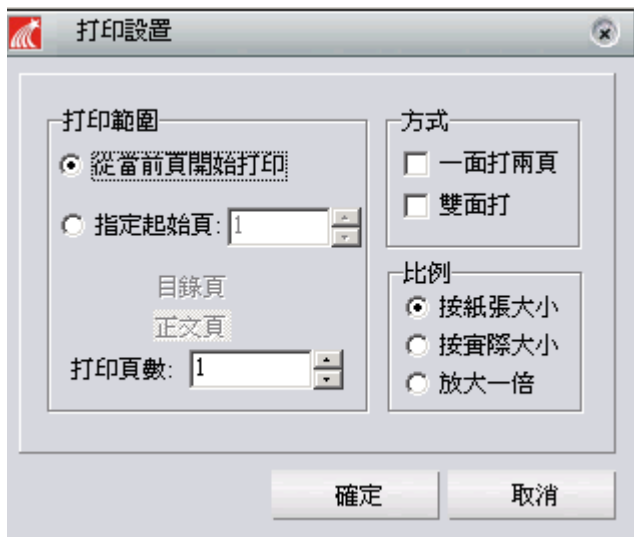 打印設置
打印範圍
從當前頁開始打印
指定起始頁: 1
目錄頁
正文頁
打印頁數: 1
方式
一面打兩頁
雙面打
比例
按紙張大小
按實際大小
放大一倍
確定
取消